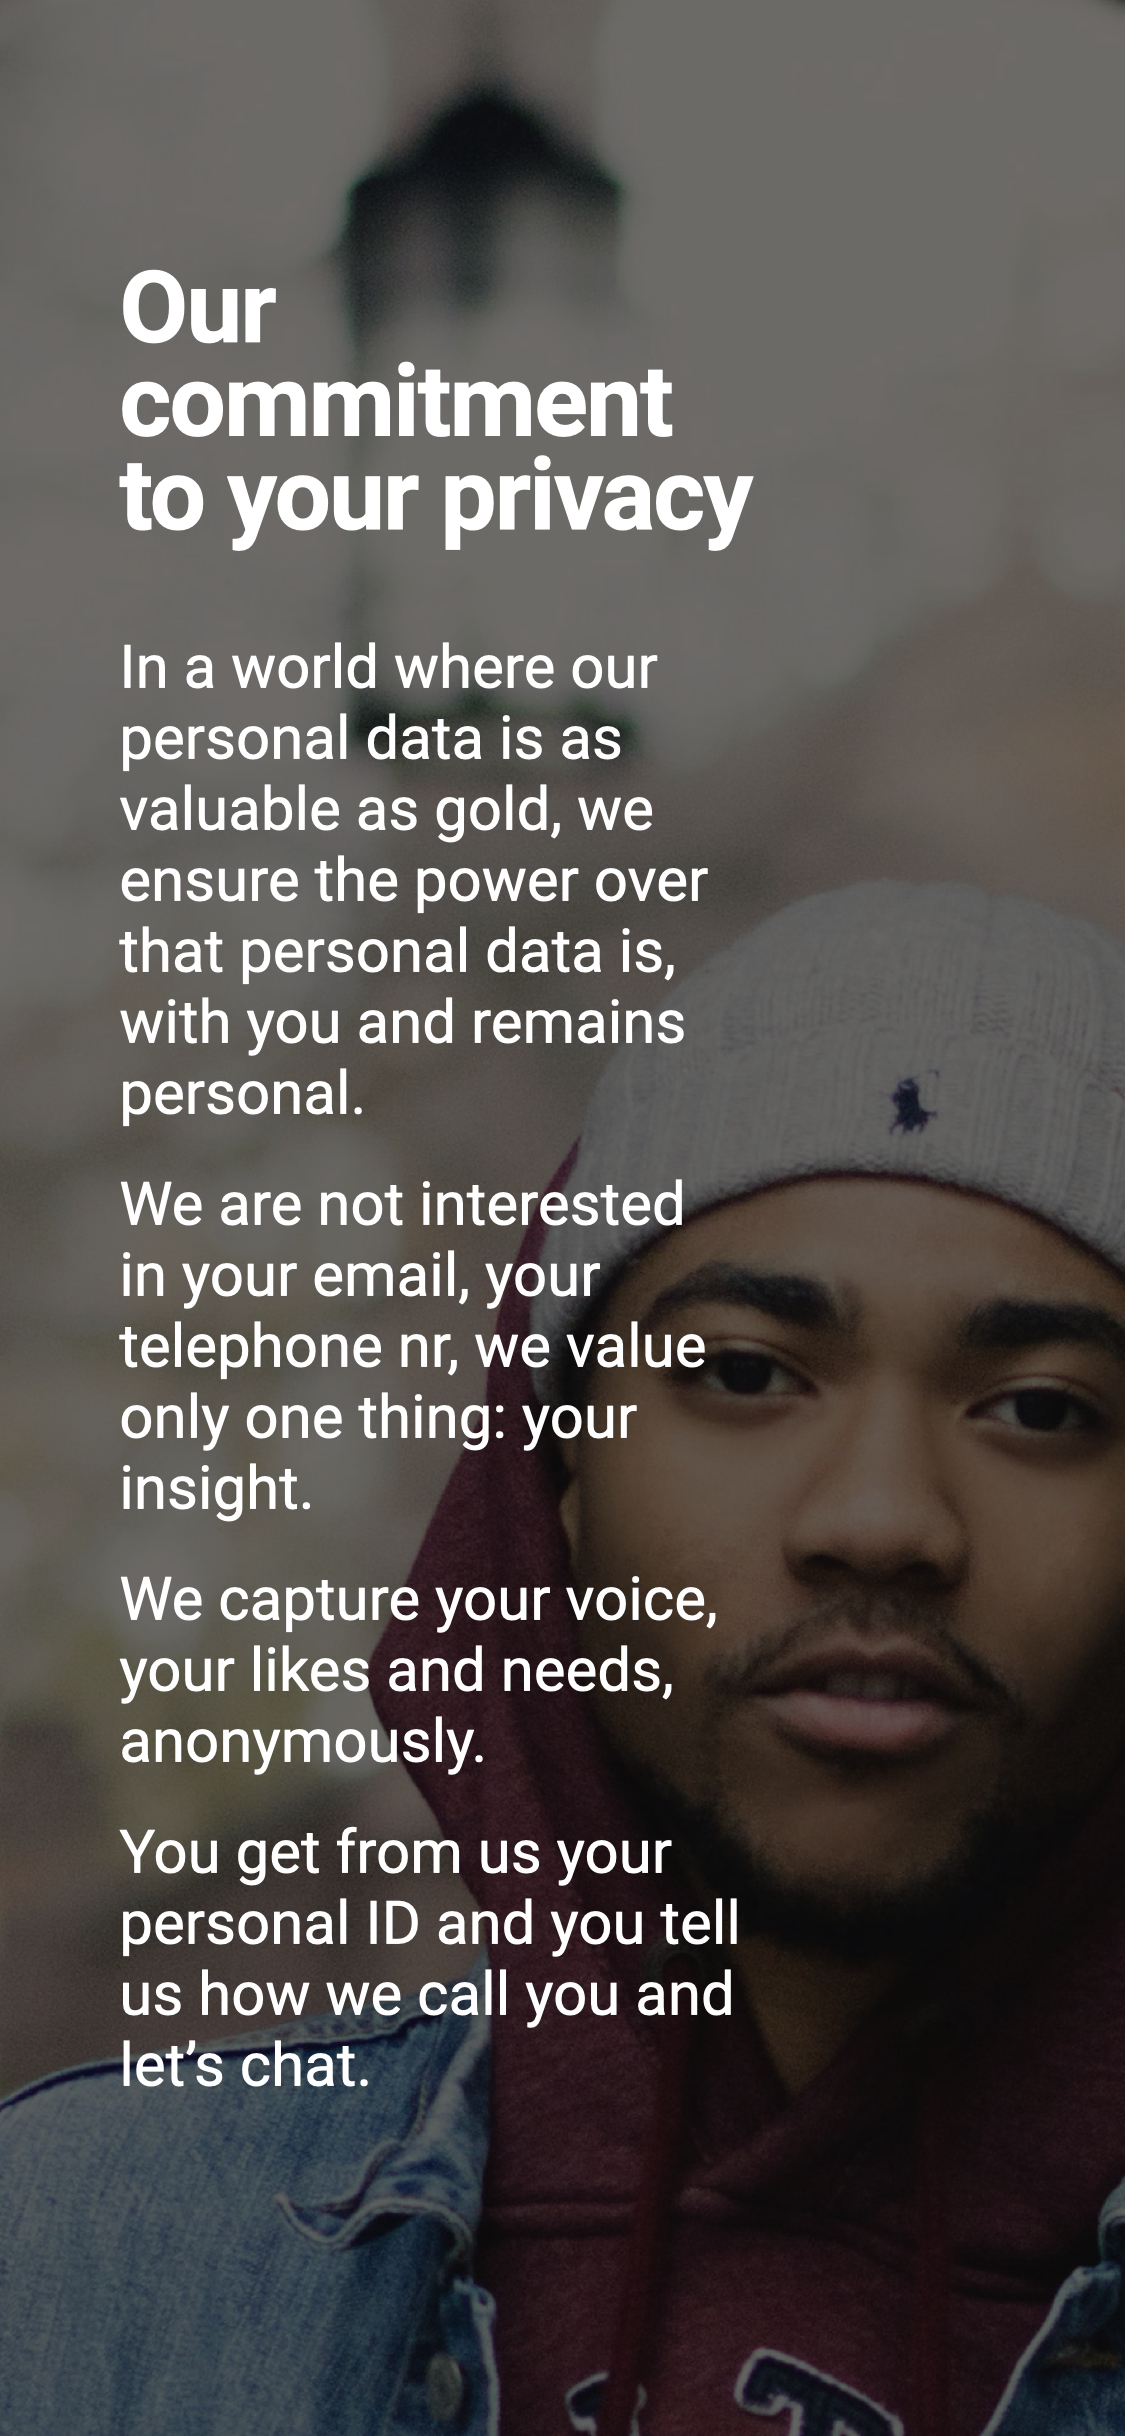 Our
commitment
to your privacy
In a world where our
personal data is as
valuable as gold, we
ensure the power over
that personal data is,
with you and remains
personal.
We are not interested
in your email, your
telephone nr, we value
only one thing: your
insight.
We capture your voice,
your likes and needs,
anonymously.
You get from us your
personal ID and you tell
us how we call you and
let’s chat.